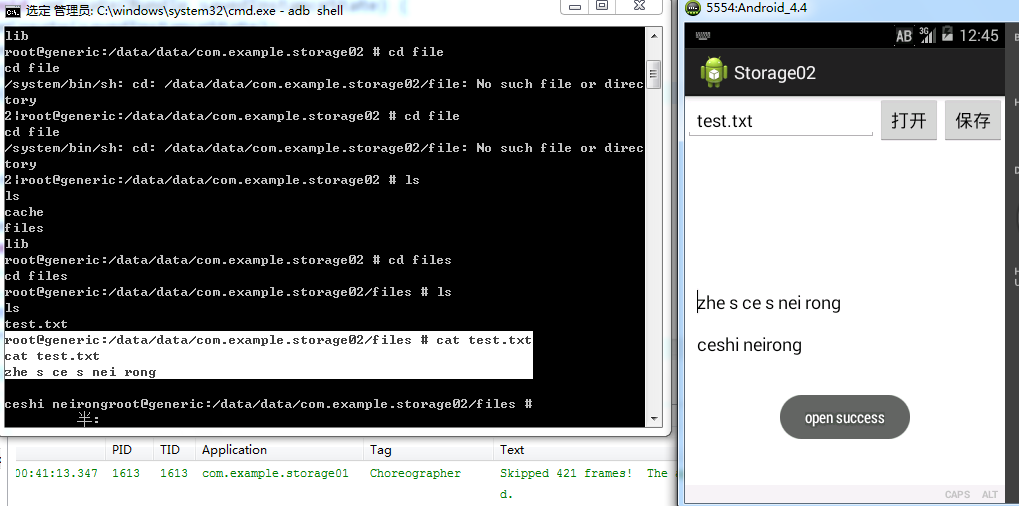 选定 管理员: C:\windows\system32\cmd.exe - adb shell
lib
root@generic:/data/data/com.example.storage02 # cd file
cd file
/system/bin/sh: cd: /data/data/com.example.storage02/file: No such file or direc
tory
2|root@generic:/data/data/com.example.storage02 # cd file
cd file
/system/bin/sh: cd: /data/data/com.example.storage02/file: No such file or direc
tory
2|root@generic:/data/data/com.example.storage02 # ls
ls
cache
files
lib
root@generic:/data/data/com.example.storage02 # cd files
cd files
root@generic:/data/data/com.example.storage02/files # ls
ls
test.txt
root@generic:/data/data/com.example.storage02/files # cat test.txt
cat test.txt
zhe s ce s nei rong
ceshi neirongroot@generic:/data/data/com.example.storage02/files #
半:
PID TID Application Tag Text
00:41:13.347 1613 1613 com.example.storage01 Choreographer Skipped 421 frames! The
d.
5554:Android_4.4
AB 3G 12:45
Storage02
test.txt 打开 保存
zhe s ce s nei rong
ceshi neirong
open success
CAPS ALT